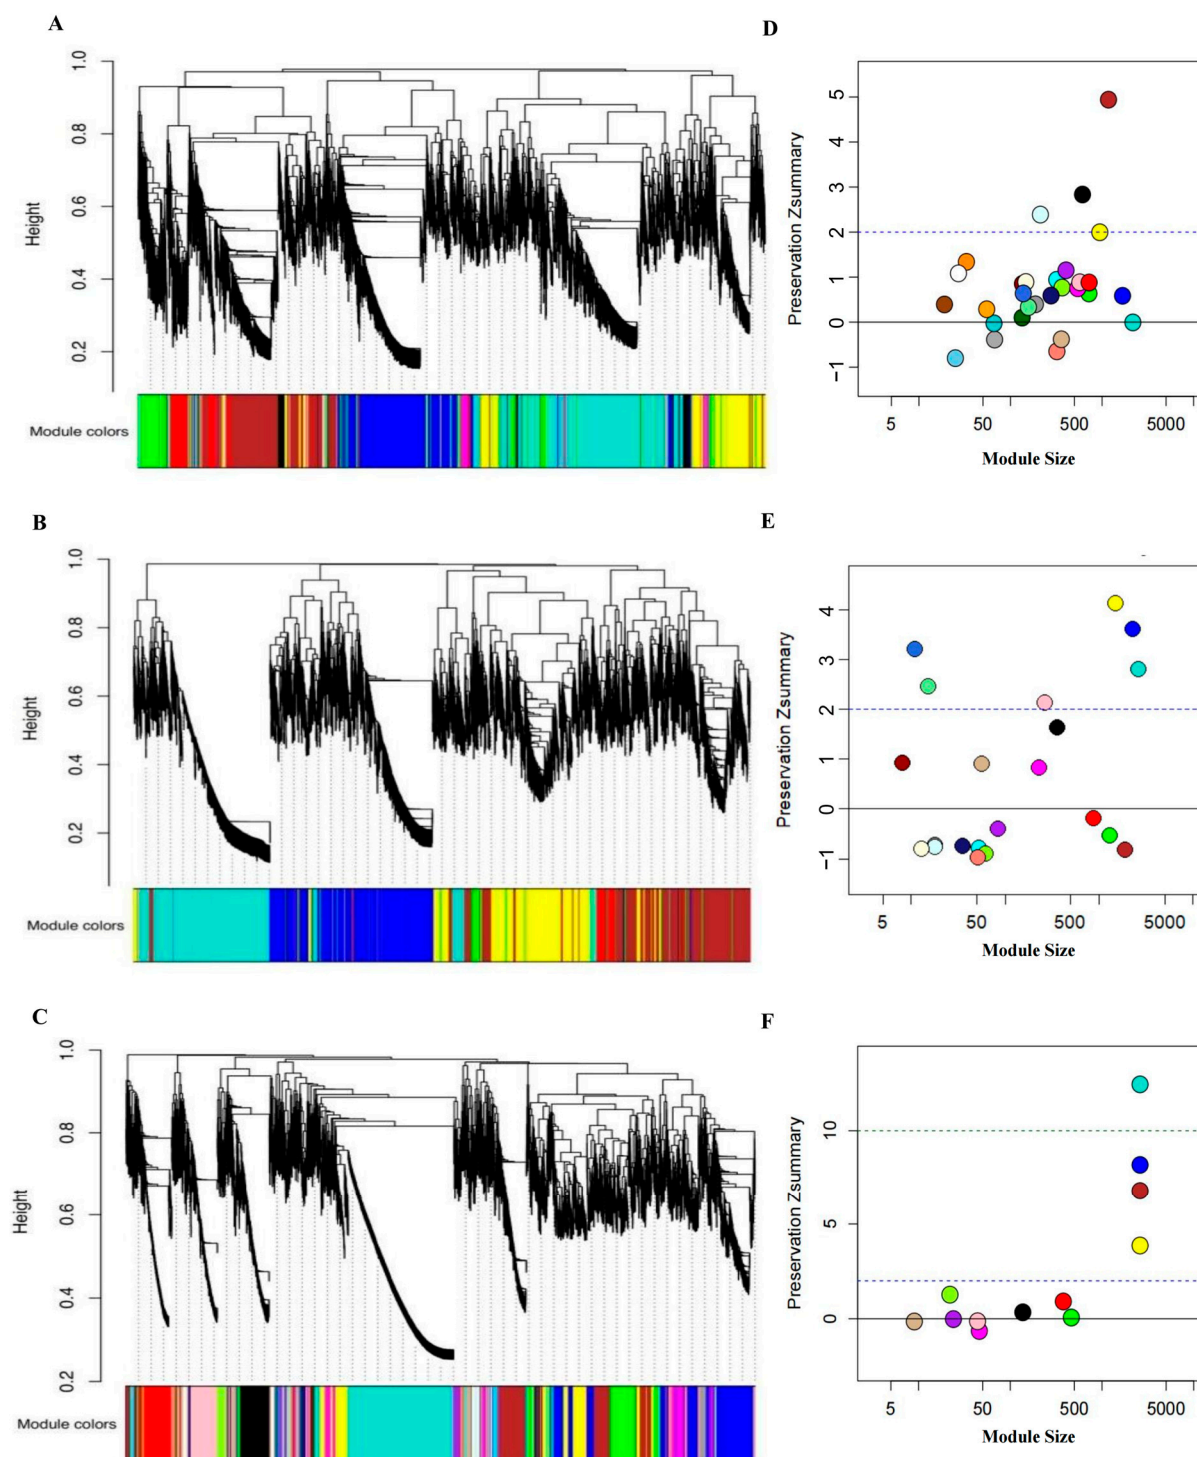 A
Height
1.0
0.8
0.6
0.4
0.2
Module colors
D
Preservation Zsummary
5
4
3
2
1
0
−1
5 50 500 5000
Module Size
B
Height
1.0
0.8
0.6
0.4
0.2
Module colors
E
Preservation Zsummary
4
3
2
1
0
−1
5 50 500 5000
Module Size
C
Height
1.0
0.8
0.6
0.4
0.2
Module colors
F
Preservation Zsummary
10
5
0
5 50 500 5000
Module Size